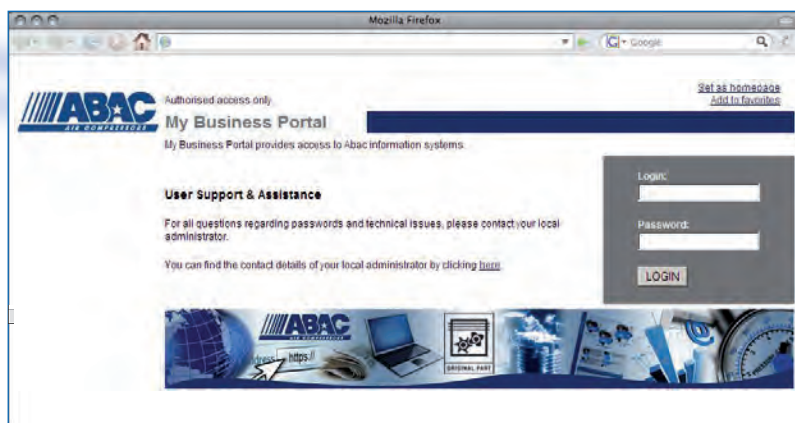 Mozilla Firefox
Google
Set as homepage
Add to favorites
ABAC
AIR COMPRESSORS
Authorised access only
My Business Portal
My Business Portal provides access to Abac information systems.
User Support & Assistance
For all questions regarding passwords and technical issues, please contact your local
administrator.
You can find the contact details of your local administrator by clicking here
Login:
Password:
LOGIN
ABAC
AIR COMPRESSORS
dress
https://
ORIGINAL PART
@